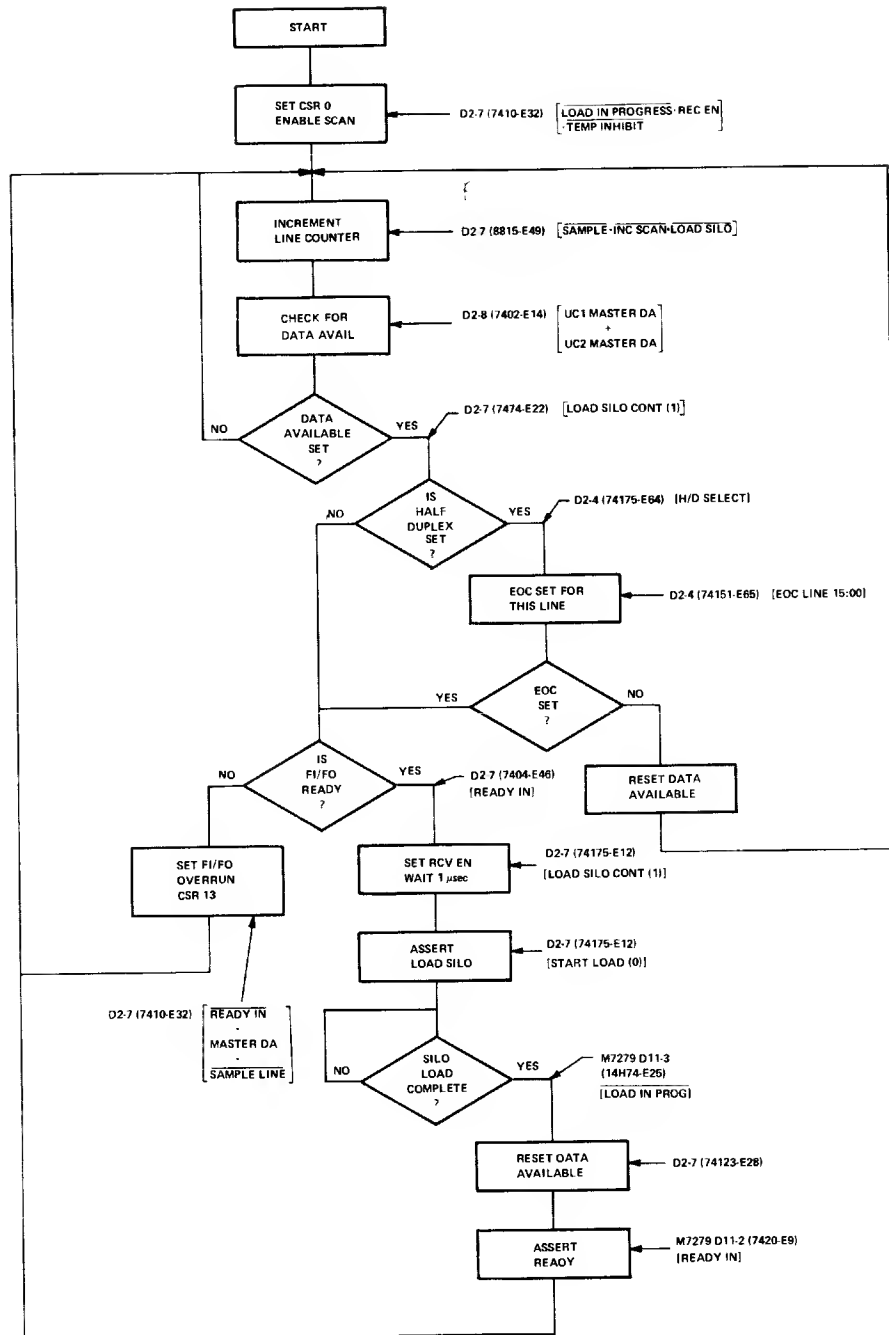 START
SET CSR 0
ENABLE SCAN
D2-7 (7410-E32)
LOAD IN PROGRESS·REC EN
·TEMP INHIBIT
INCREMENT
LINE COUNTER
D2-7 (8815-E49) [SAMPLE·INC SCAN·LOAD SILO]
CHECK FOR
DATA AVAIL
D2-8 (7402-E14)
UC1 MASTER DA
+
UC2 MASTER DA
DATA
AVAILABLE
SET
?
NO
YES
D2-7 (7474-E22) [LOAD SILO CONT (1)]
IS
HALF
DUPLEX
SET
?
NO
YES
D2-4 (74175-E64) [H/D SELECT]
EOC SET FOR
THIS LINE
D2-4 (74151-E65) [EOC LINE 15:00]
EOC
SET
?
YES
NO
RESET DATA
AVAILABLE
IS
FI/FO
READY
?
NO
YES
D2-7 (7404-E46)
[READY IN]
SET FI/FO
OVERRUN
CSR 13
SET RCV EN
WAIT 1 µsec
D2-7 (74175-E12)
[LOAD SILO CONT (1)]
ASSERT
LOAD SILO
D2-7 (74175-E12)
[START LOAD (0)]
D2-7 (7410-E32)
READY IN
·
MASTER DA
·
SAMPLE LINE
SILO
LOAD
COMPLETE
?
NO
YES
M7279 D11-3
(14H74-E25)
[LOAD IN PROG]
RESET OATA
AVAILABLE
D2-7 (74123-E28)
ASSERT
REAOY
M7279 D11-2 (7420-E9)
[READY IN]